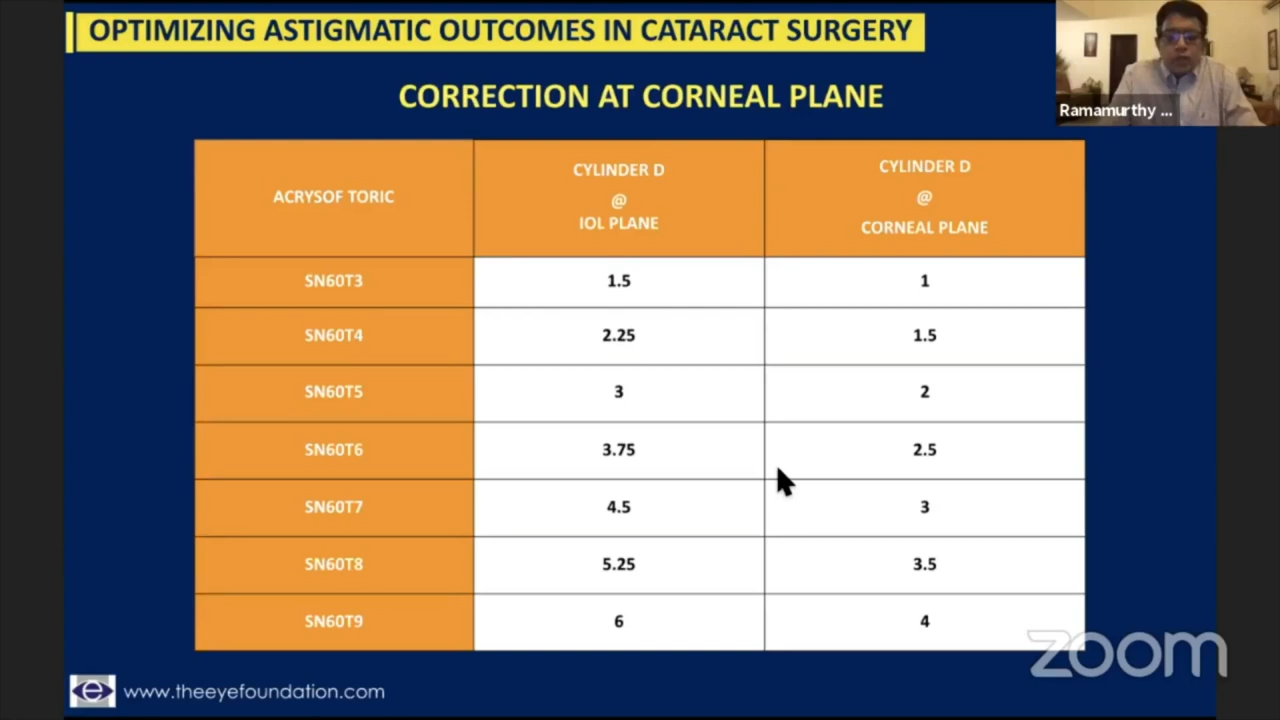 OPTIMIZING ASTIGMATIC OUTCOMES IN CATARACT SURGERY
Ramamurthy ...
CORRECTION AT CORNEAL PLANE
ACRYSOF TORIC
CYLINDER D
@
IOL PLANE
CYLINDER D
@
CORNEAL PLANE
SN60T3 1.5 1
SN60T4 2.25 1.5
SN60T5 3 2
SN60T6 3.75 2.5
SN60T7 4.5 3
SN60T8 5.25 3.5
SN60T9 6 4
zoom
e www.theeyefoundation.com